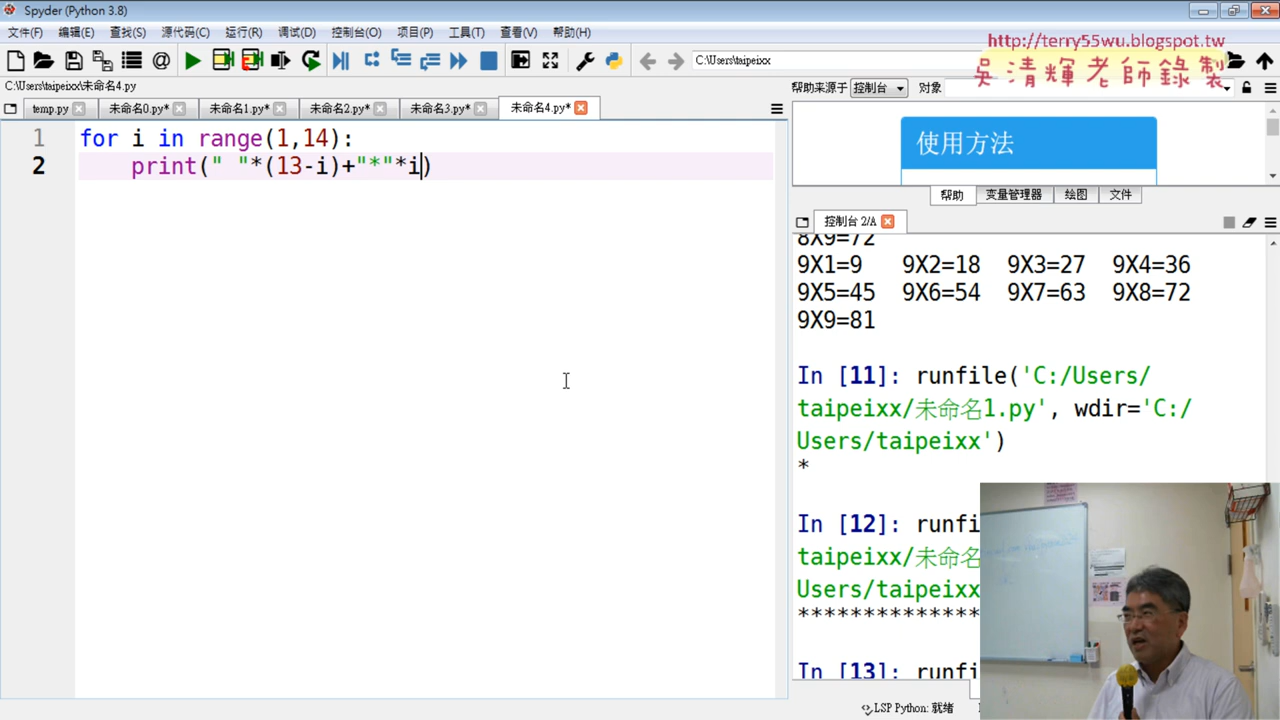 Spyder (Python 3.8)
文件(F) 编辑(E) 查找(S) 源代码(C) 运行(R) 调试(D) 控制台(O) 项目(P) 工具(T) 查看(V) 帮助(H)
C:\Users\taipeixx
http://terry55wu.blogspot.tw
吳清輝老師錄製
C:\Users\taipeixx\未命名4.py
帮助来源于 控制台 对象
temp.py 未命名0.py* 未命名1.py* 未命名2.py* 未命名3.py* 未命名4.py*
1 for i in range(1,14):
2 print(" "*(13-i)+"*"*i)
使用方法
帮助 变量管理器 绘图 文件
控制台 2/A
8X9=72
9X1=9 9X2=18 9X3=27 9X4=36
9X5=45 9X6=54 9X7=63 9X8=72
9X9=81
In [11]: runfile('C:/Users/
taipeixx/未命名1.py', wdir='C:/
Users/taipeixx')
*
In [12]: runfi
taipeixx/未命名
Users/taipeixx
**************
In [13]: runfi
LSP Python: 就绪